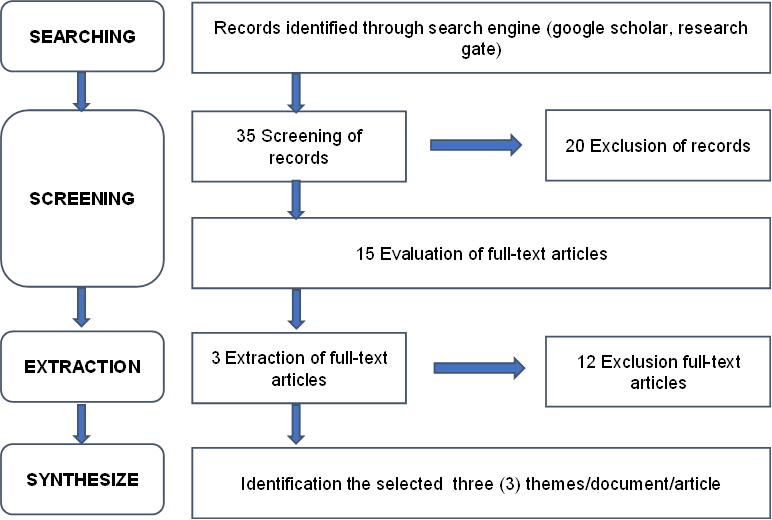 SEARCHING
Records identified through search engine (google scholar, research
gate)
SCREENING
35 Screening of
records
20 Exclusion of records
15 Evaluation of full-text articles
EXTRACTION
3 Extraction of full-text
articles
12 Exclusion full-text
articles
SYNTHESIZE
Identification the selected three (3) themes/document/article